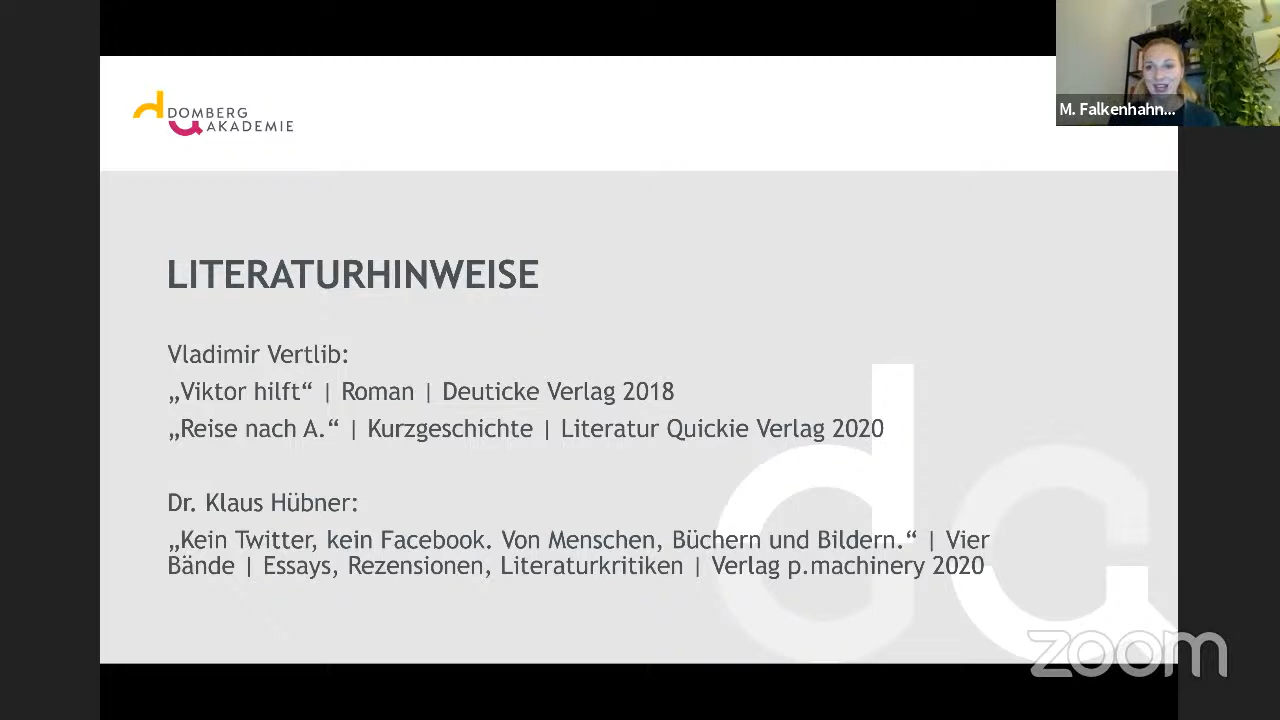 DOMBERG
AKADEMIE
M. Falkenhahn...
LITERATURHINWEISE
Vladimir Vertlib:
„Viktor hilft“ | Roman | Deuticke Verlag 2018
„Reise nach A.“ | Kurzgeschichte | Literatur Quickie Verlag 2020
Dr. Klaus Hübner:
„Kein Twitter, kein Facebook. Von Menschen, Büchern und Bildern.“ | Vier
Bände | Essays, Rezensionen, Literaturkritiken | Verlag p.machinery 2020
zoom